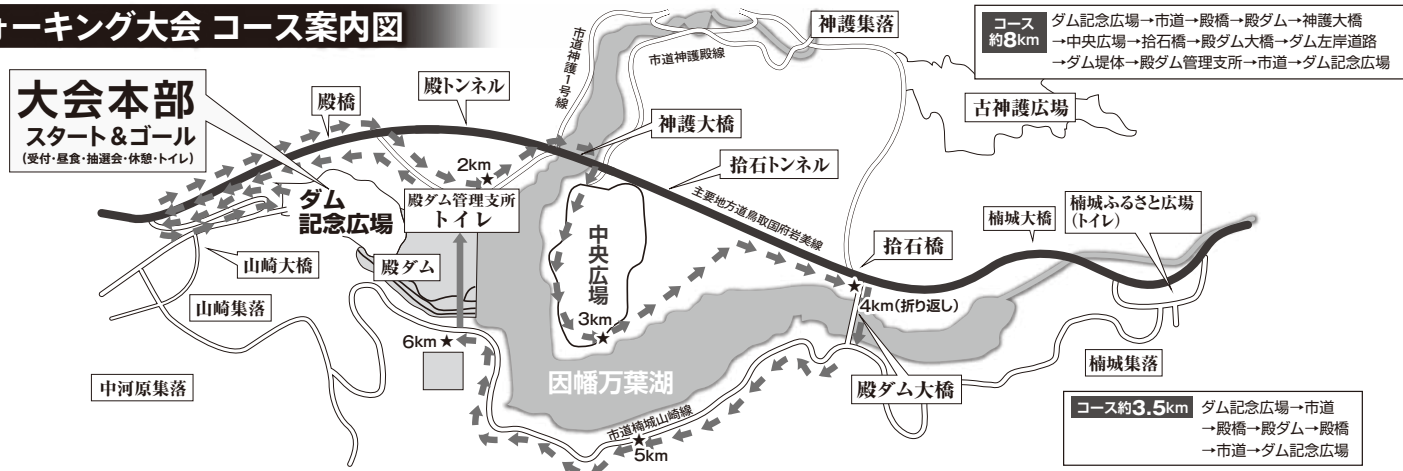 ォーキング大会 コース案内図
大会本部
スタート&ゴール
(受付・昼食・抽選会・休憩・トイレ)
コース
約8km
ダム記念広場→市道→殿橋→殿ダム→神護大橋
→中央広場→拾石橋→殿ダム大橋→ダム左岸道路
→ダム堤体→殿ダム管理支所→市道→ダム記念広場
神護集落
市道神護1号線
市道神護殿線
殿トンネル
殿橋
古神護広場
神護大橋
拾石トンネル
2km
主要地方道鳥取国府岩美線
ダム
記念広場
殿ダム管理支所
トイレ
楠城大橋
楠城ふるさと広場
(トイレ)
中央広場
拾石橋
山崎大橋
殿ダム
山崎集落
4km(折り返し)
3km
6km
因幡万葉湖
中河原集落
殿ダム大橋
楠城集落
市道楠城山崎線
5km
コース約3.5km
ダム記念広場→市道
→殿橋→殿ダム→殿橋
→市道→ダム記念広場